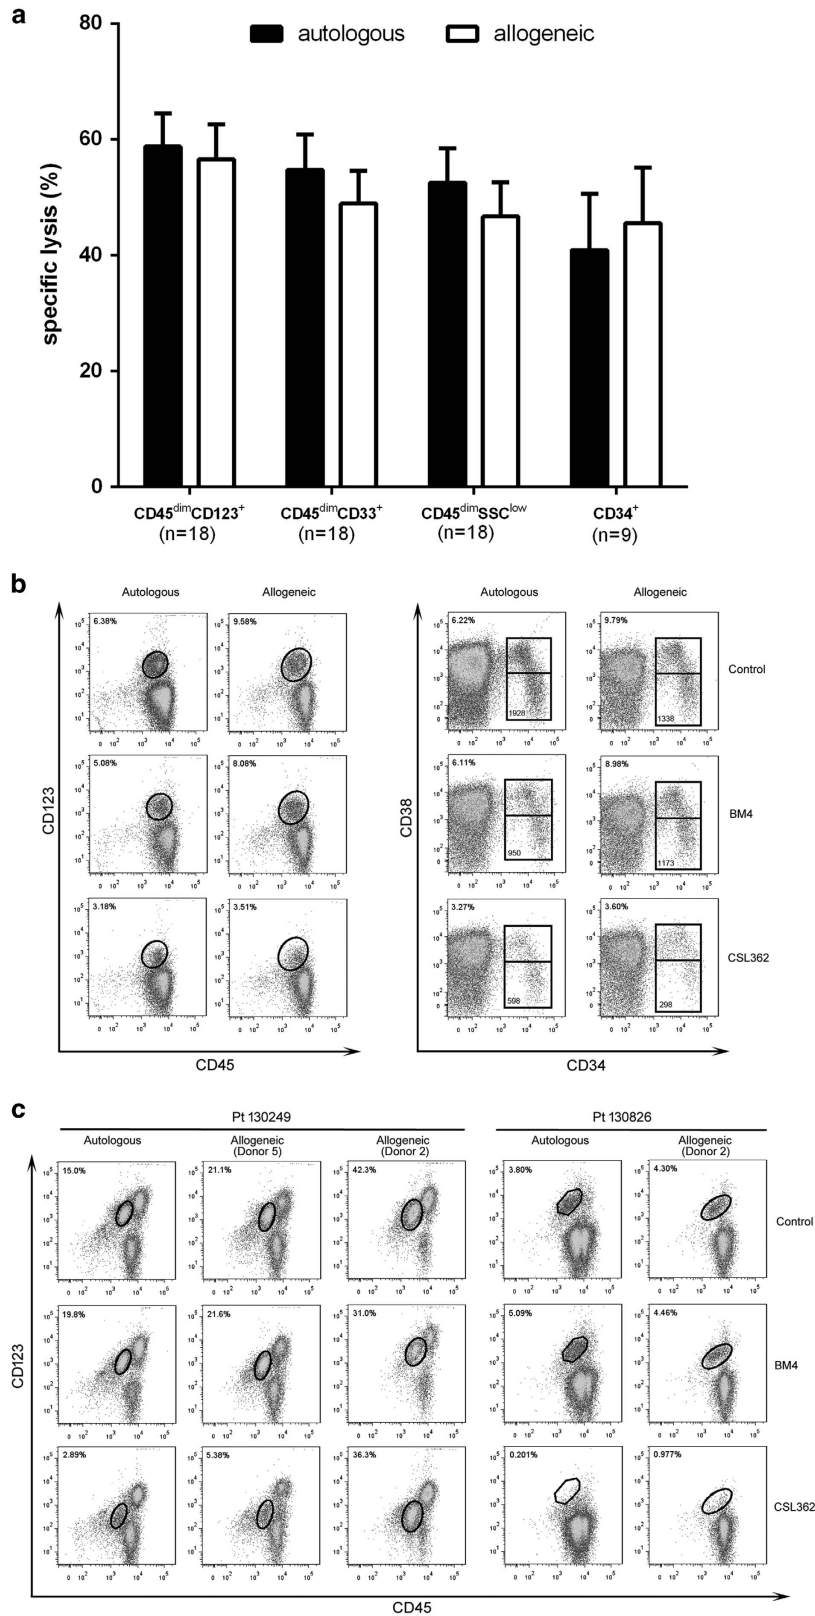 a
80
60
40
20
0
specific lysis (%)
autologous
allogeneic
CD45dimCD123+
(n=18)
CD45dimCD33+
(n=18)
CD45dimSSClow
(n=18)
CD34+
(n=9)
b
Autologous
Allogeneic
Autologous
Allogeneic
6.38%
9.58%
6.22%
1928
9.79%
1338
Control
5.08%
8.08%
6.11%
950
8.98%
1173
BM4
3.18%
3.51%
3.27%
598
3.60%
298
CSL362
CD123
CD45
CD38
CD34
c
Pt 130249
Pt 130826
Autologous
Allogeneic
(Donor 5)
Allogeneic
(Donor 2)
Autologous
Allogeneic
(Donor 2)
15.0%
21.1%
42.3%
3.80%
4.30%
Control
19.8%
21.6%
31.0%
5.09%
4.46%
BM4
2.89%
5.38%
36.3%
0.201%
0.977%
CSL362
CD123
CD45